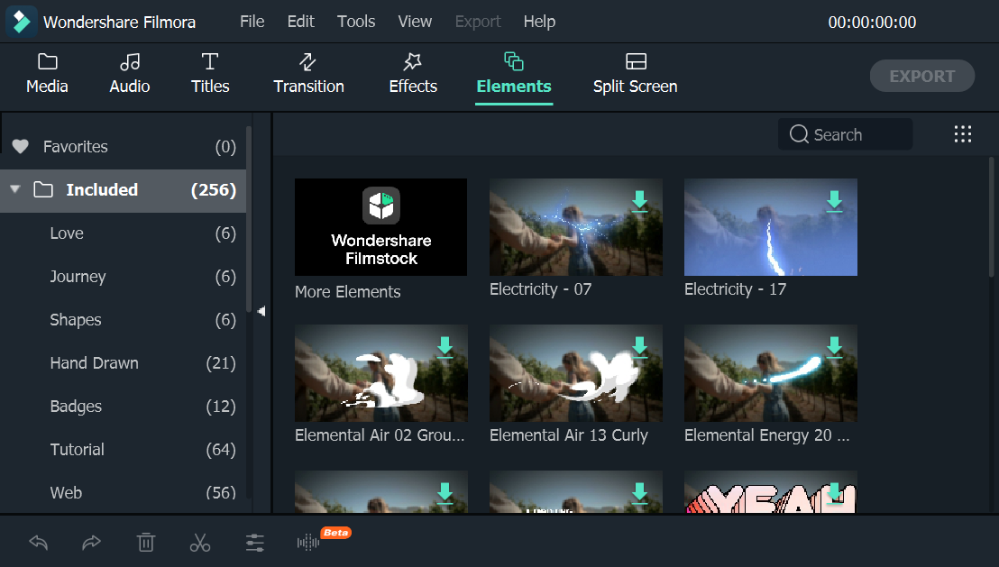 Wondershare Filmora File Edit Tools View Export Help 00:00:00:00
Media Audio Titles Transition Effects Elements Split Screen EXPORT
Search
Favorites (0)
Included (256)
Love (6)
Journey (6)
Shapes (6)
Hand Drawn (21)
Badges (12)
Tutorial (64)
Web (56)
Wondershare
Filmstock
More Elements Electricity - 07 Electricity - 17
Elemental Air 02 Grou... Elemental Air 13 Curly Elemental Energy 20 ...
YEAH
Beta